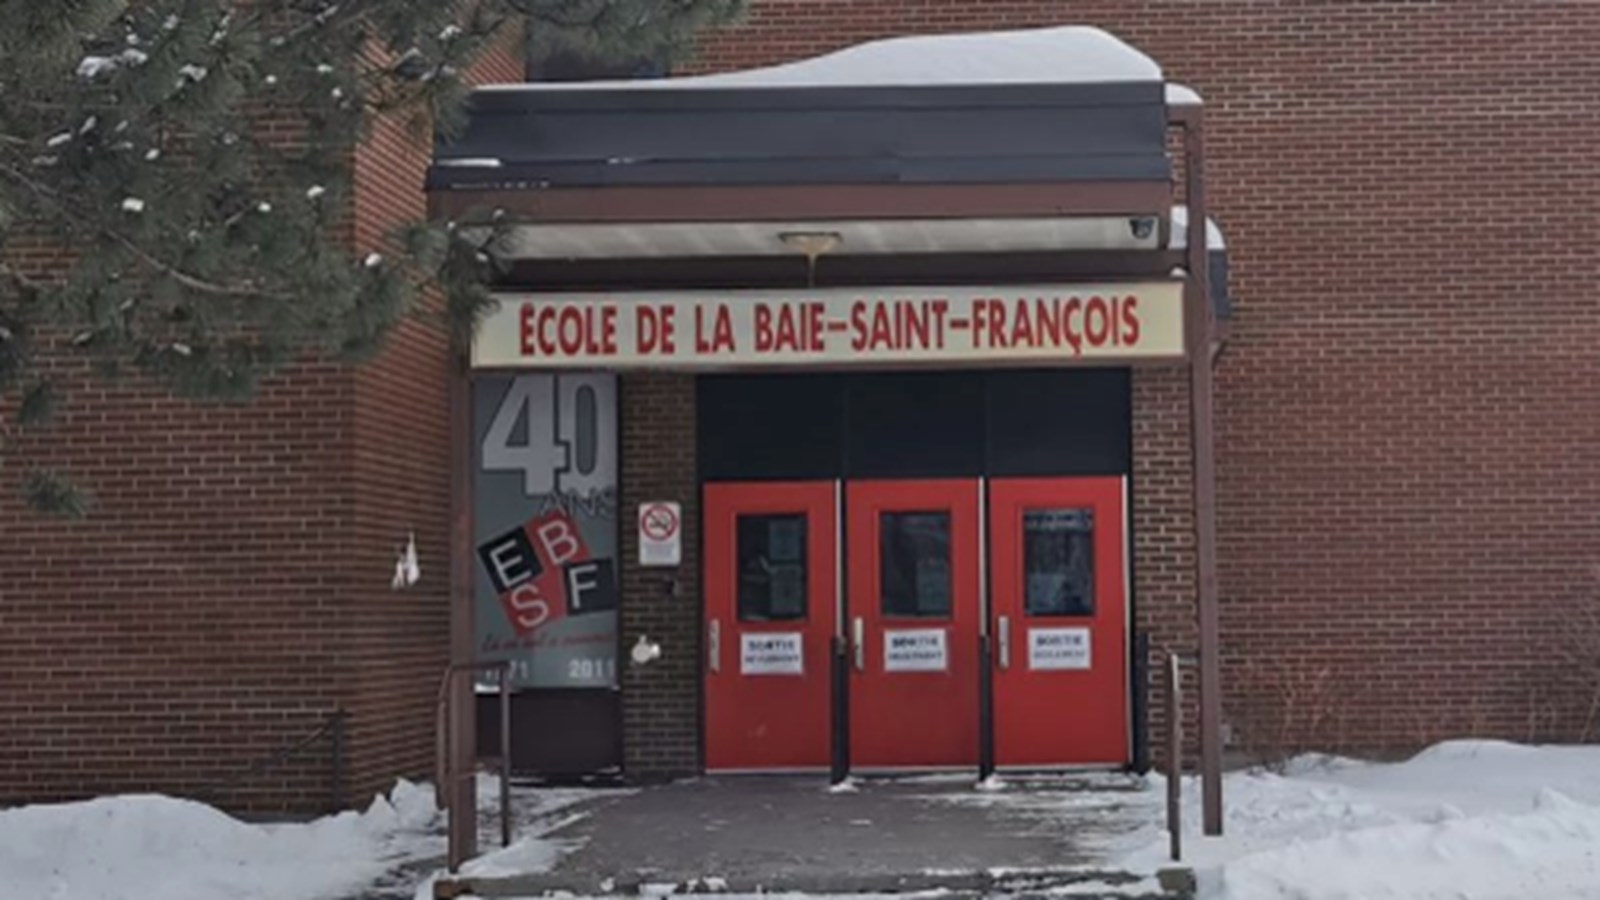 ÉCOLE DE LA BAIE-SAINT-FRANÇOIS
40
ANS
E B
S F
2011
SORTIE
SORTIE
SORTIE